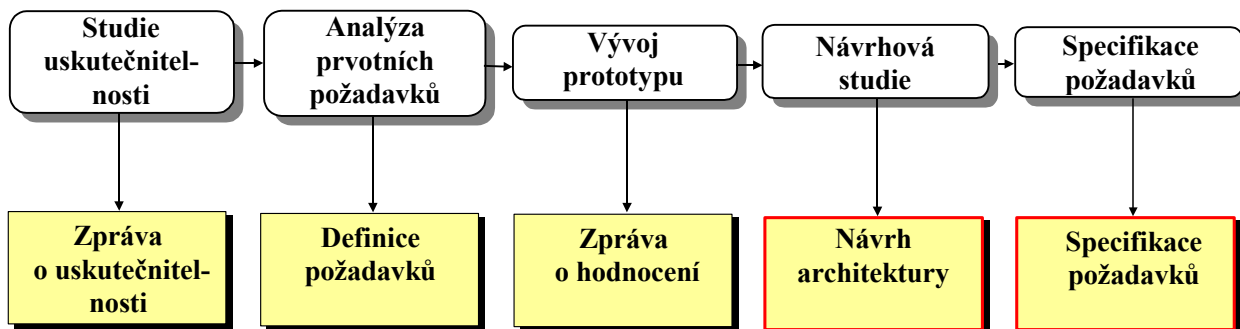 Studie
uskutečnitel-
nosti
Analýza
prvotních
požadavků
Vývoj
prototypu
Návrhová
studie
Specifikace
požadavků
Zpráva
o uskutečnitel-
nosti
Definice
požadavků
Zpráva
o hodnocení
Návrh
architektury
Specifikace
požadavků